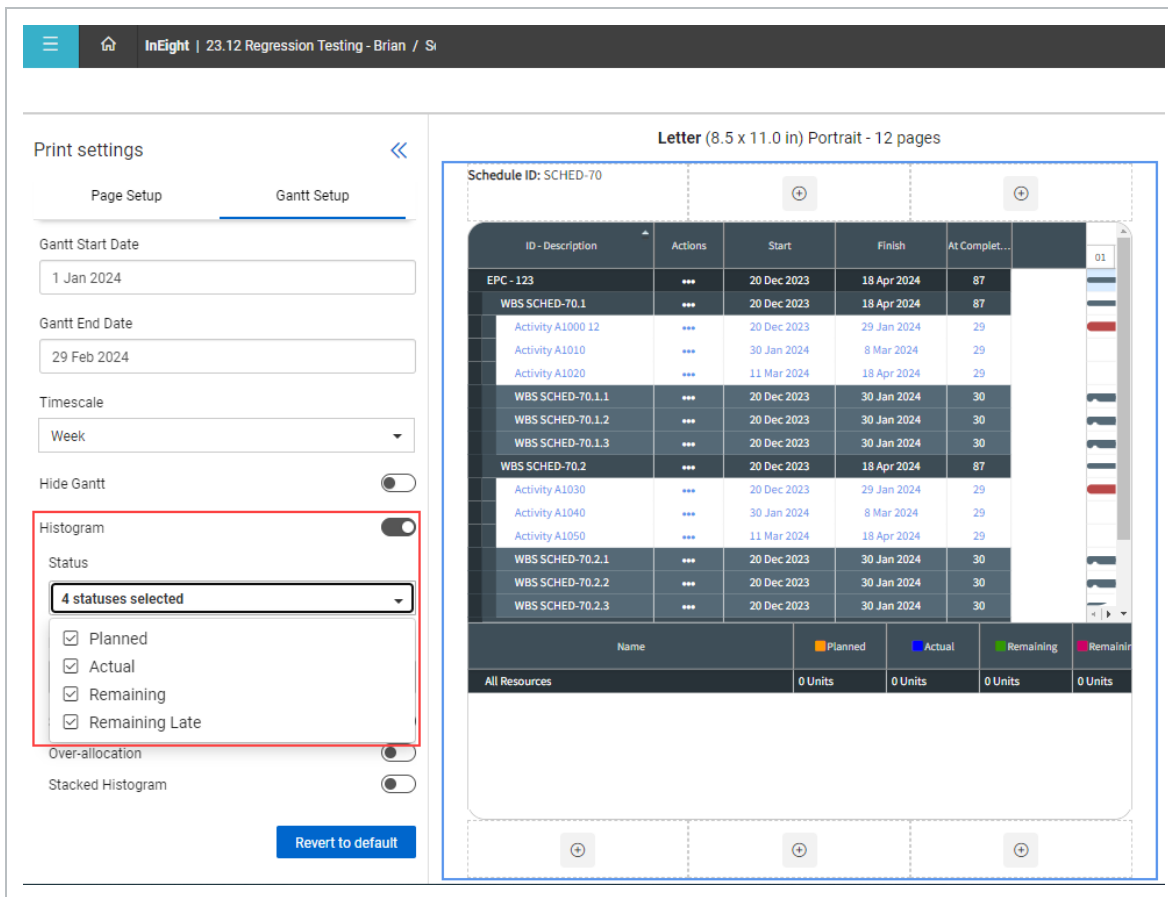 InEight | 23.12 Regression Testing - Brian / S
Print settings
Page Setup Gantt Setup
Gantt Start Date
1 Jan 2024
Gantt End Date
29 Feb 2024
Timescale
Week
Hide Gantt
Histogram
Status
4 statuses selected
Planned
Actual
Remaining
Remaining Late
Over-allocation
Stacked Histogram
Revert to default
Letter (8.5 x 11.0 in) Portrait - 12 pages
Schedule ID: SCHED-70
ID - Description Actions Start Finish At Complet... 01
EPC - 123 ••• 20 Dec 2023 18 Apr 2024 87
WBS SCHED-70.1 ••• 20 Dec 2023 18 Apr 2024 87
Activity A1000 12 ••• 20 Dec 2023 29 Jan 2024 29
Activity A1010 ••• 30 Jan 2024 8 Mar 2024 29
Activity A1020 ••• 11 Mar 2024 18 Apr 2024 29
WBS SCHED-70.1.1 ••• 20 Dec 2023 30 Jan 2024 30
WBS SCHED-70.1.2 ••• 20 Dec 2023 30 Jan 2024 30
WBS SCHED-70.1.3 ••• 20 Dec 2023 30 Jan 2024 30
WBS SCHED-70.2 ••• 20 Dec 2023 18 Apr 2024 87
Activity A1030 ••• 20 Dec 2023 29 Jan 2024 29
Activity A1040 ••• 30 Jan 2024 8 Mar 2024 29
Activity A1050 ••• 11 Mar 2024 18 Apr 2024 29
WBS SCHED-70.2.1 ••• 20 Dec 2023 30 Jan 2024 30
WBS SCHED-70.2.2 ••• 20 Dec 2023 30 Jan 2024 30
WBS SCHED-70.2.3 ••• 20 Dec 2023 30 Jan 2024 30
Name Planned Actual Remaining Remainin
All Resources 0 Units 0 Units 0 Units 0 Units